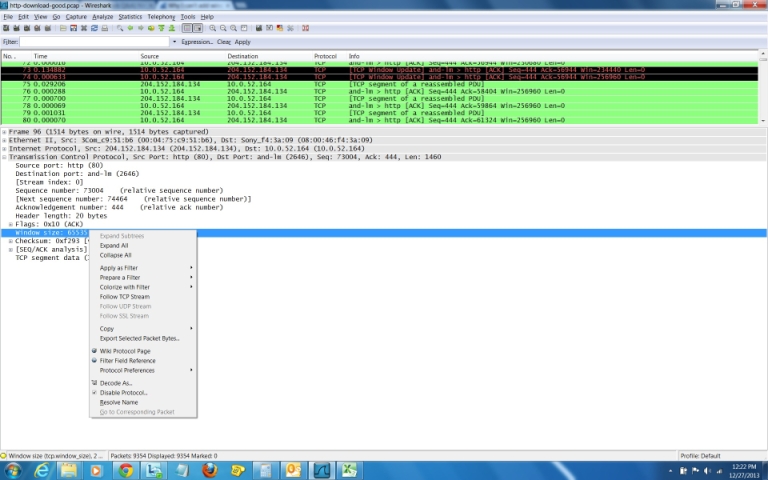 http-download-good.pcap - Wireshark
File Edit View Go Capture Analyze Statistics Telephony Tools Help
Filter: Expression... Clear Apply
No. . Time Source Destination Protocol Info
72 0.000016 10.0.52.164 204.152.184.134 TCP and-lm > http [ACK] Seq=444 Ack=56944 Len=0
73 0.134882 10.0.52.164 204.152.184.134 TCP [TCP Window Update] and-lm > http [ACK] Seq=444 Ack=56944 Win=234440 Len=0
74 0.000633 10.0.52.164 204.152.184.134 TCP [TCP Window Update] and-lm > http [ACK] Seq=444 Ack=56944 Win=256960 Len=0
75 0.029206 204.152.184.134 10.0.52.164 TCP [TCP segment of a reassembled PDU]
76 0.000288 10.0.52.164 204.152.184.134 TCP and-lm > http [ACK] Seq=444 Ack=58404 Win=256960 Len=0
77 0.000700 204.152.184.134 10.0.52.164 TCP [TCP segment of a reassembled PDU]
78 0.000069 10.0.52.164 204.152.184.134 TCP and-lm > http [ACK] Seq=444 Ack=59864 Win=256960 Len=0
79 0.001031 204.152.184.134 10.0.52.164 TCP [TCP segment of a reassembled PDU]
80 0.000070 10.0.52.164 204.152.184.134 TCP and-lm > http [ACK] Seq=444 Ack=61124 Win=256960 Len=0
Frame 96 (1514 bytes on wire, 1514 bytes captured)
Ethernet II, Src: 3Com_c9:51:b6 (00:04:75:c9:51:b6), Dst: Sony_f4:3a:09 (08:00:46:f4:3a:09)
Internet Protocol, Src: 204.152.184.134 (204.152.184.134), Dst: 10.0.52.164 (10.0.52.164)
Transmission Control Protocol, Src Port: http (80), Dst Port: and-lm (2646), Seq: 73004, Ack: 444, Len: 1460
Source port: http (80)
Destination port: and-lm (2646)
[Stream index: 0]
Sequence number: 73004 (relative sequence number)
[Next sequence number: 74464 (relative sequence number)]
Acknowledgement number: 444 (relative ack number)
Header length: 20 bytes
Flags: 0x10 (ACK)
Window size: 65535
Checksum: 0xf293 [
[SEQ/ACK analysis]
TCP segment data (
Expand Subtrees
Expand All
Collapse All
Apply as Filter
Prepare a Filter
Colorize with Filter
Follow TCP Stream
Follow UDP Stream
Follow SSL Stream
Copy
Export Selected Packet Bytes...
Wiki Protocol Page
Filter Field Reference
Protocol Preferences
Decode As...
Disable Protocol...
Resolve Name
Go to Corresponding Packet
Window size (tcp.window_size), 2 ... Packets: 9354 Displayed: 9354 Marked: 0 Profile: Default
12:22 PM
12/27/2013